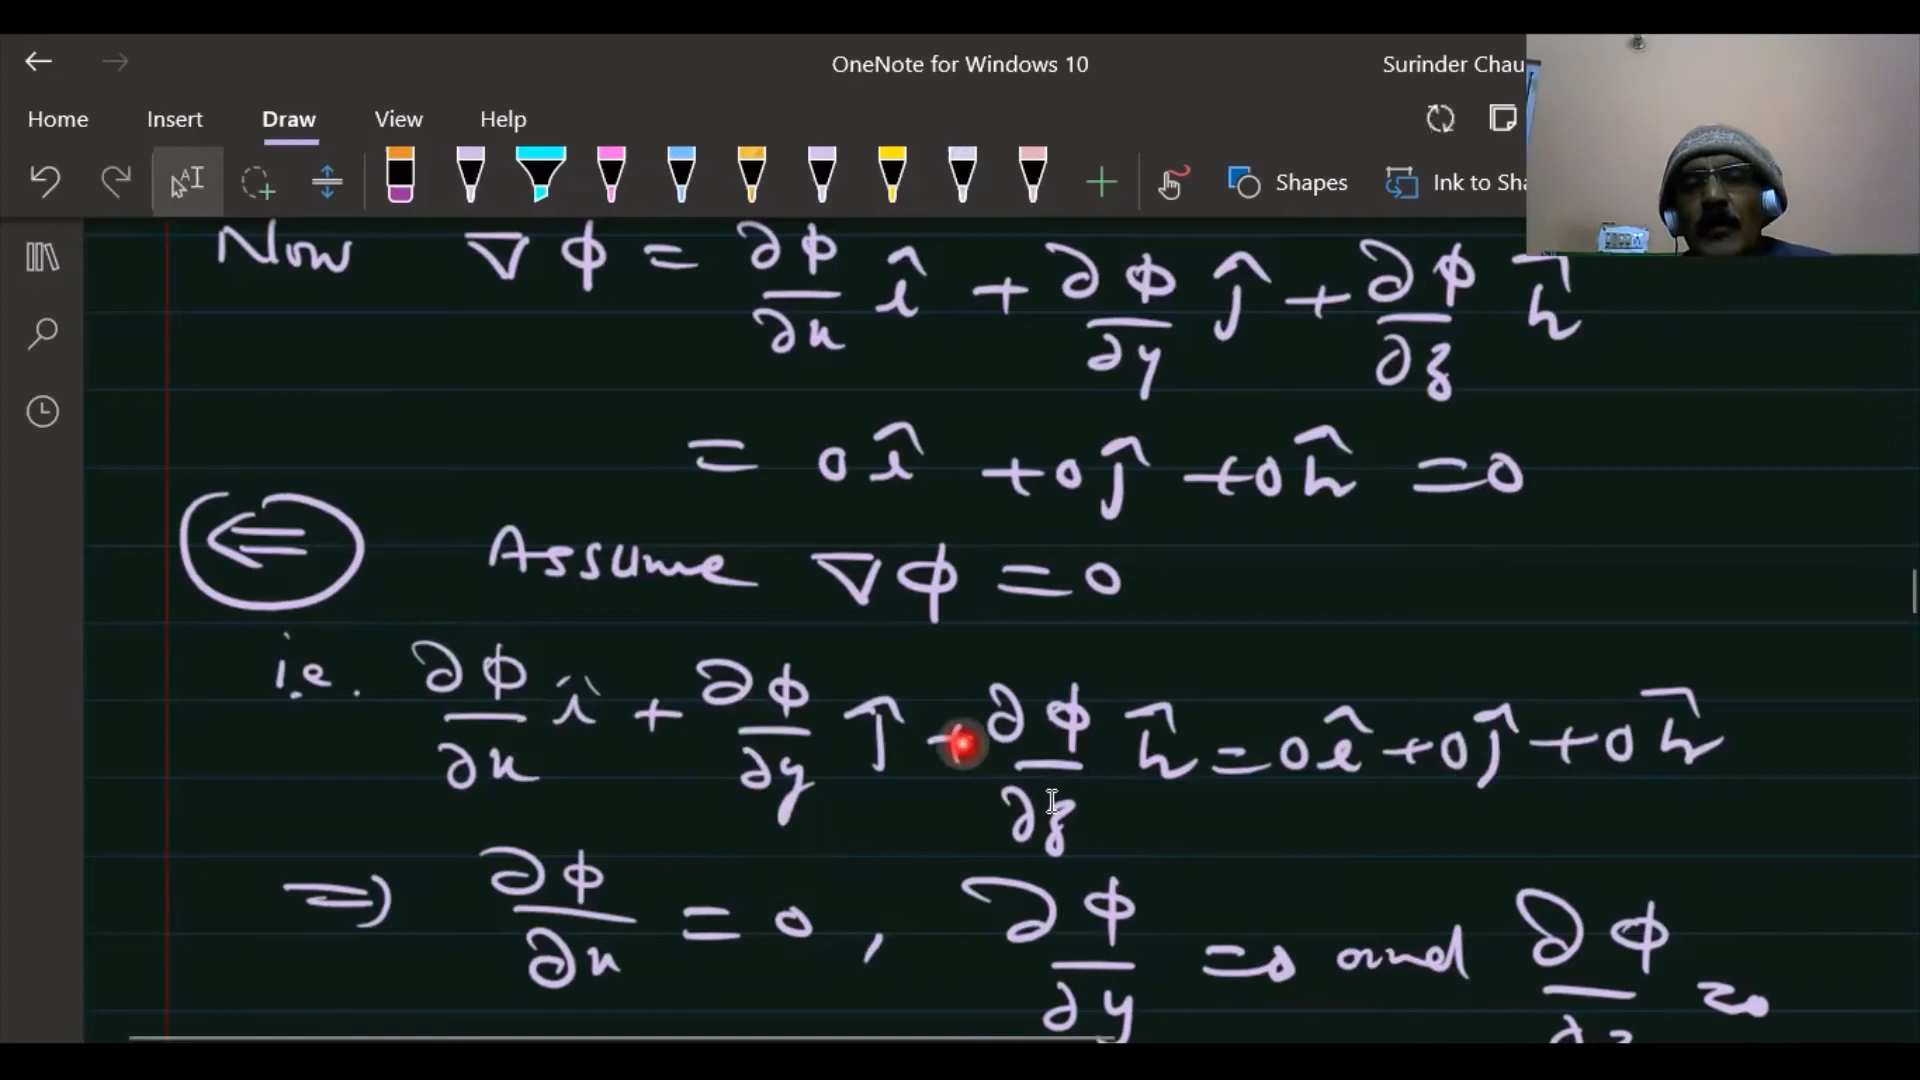 OneNote for Windows 10
Surinder Chau
Home Insert Draw View Help
Shapes Ink to Sha
Now ∇φ = ∂φ/∂x î + ∂φ/∂y ĵ + ∂φ/∂z k̂
= 0î + 0ĵ + 0k̂ = 0
⇐ Assume ∇φ = 0
i.e. ∂φ/∂x î + ∂φ/∂y ĵ + ∂φ/∂z k̂ = 0î + 0ĵ + 0k̂
⇒ ∂φ/∂x = 0, ∂φ/∂y = 0 and ∂φ/∂z = 0